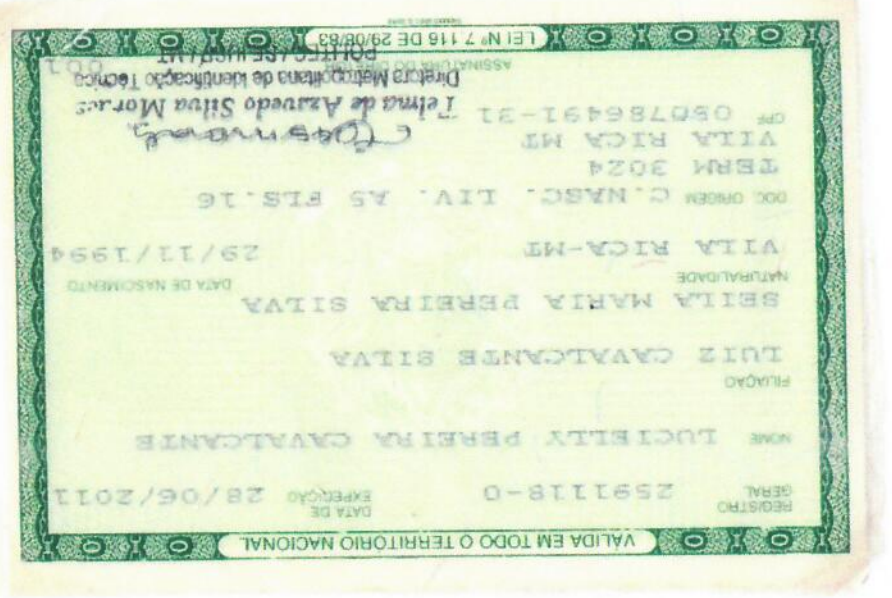 VÁLIDA EM TODO O TERRITÓRIO NACIONAL
REGISTRO GERAL 2591118-0 DATA DE EXPEDIÇÃO 28/06/2011
NOME LUCIELLY PEREIRA CAVALCANTE
FILIAÇÃO
LUIZ CAVALCANTE SILVA
SEILA MARIA PEREIRA SILVA
NATURALIDADE DATA DE NASCIMENTO
VILA RICA-MT 29/11/1994
DOC. ORIGEM C.NASC. LIV. A5 FLS.16
TERM 3024
VILA RICA MT
CPF 050786491-31
Telma de Azevedo Silva Moraes
Diretora Metropolitana de Identificação Técnica
POLITEC/SEJUSP/MT
001
ASSINATURA DO DIRETOR
LEI Nº 7.116 DE 29/08/83